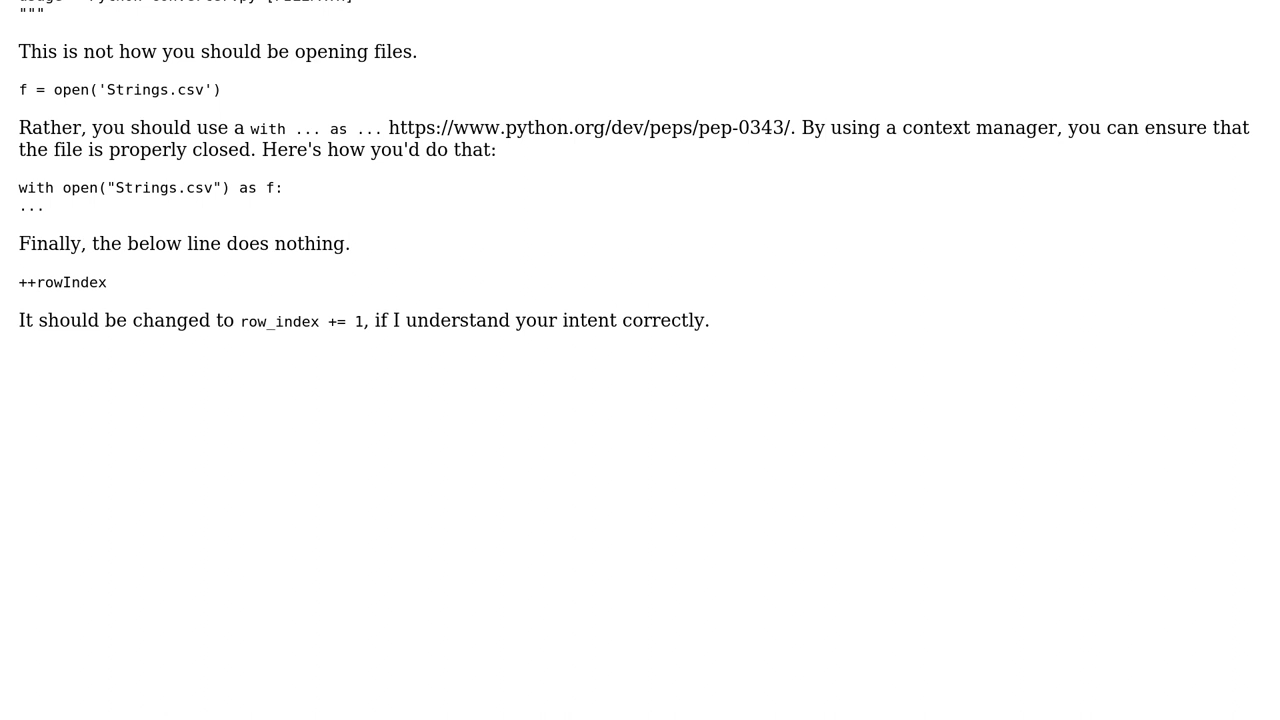 """
This is not how you should be opening files.
f = open('Strings.csv')
Rather, you should use a with ... as ... https://www.python.org/dev/peps/pep-0343/. By using a context manager, you can ensure that
the file is properly closed. Here's how you'd do that:
with open("Strings.csv") as f:
...
Finally, the below line does nothing.
++rowIndex
It should be changed to row_index += 1, if I understand your intent correctly.